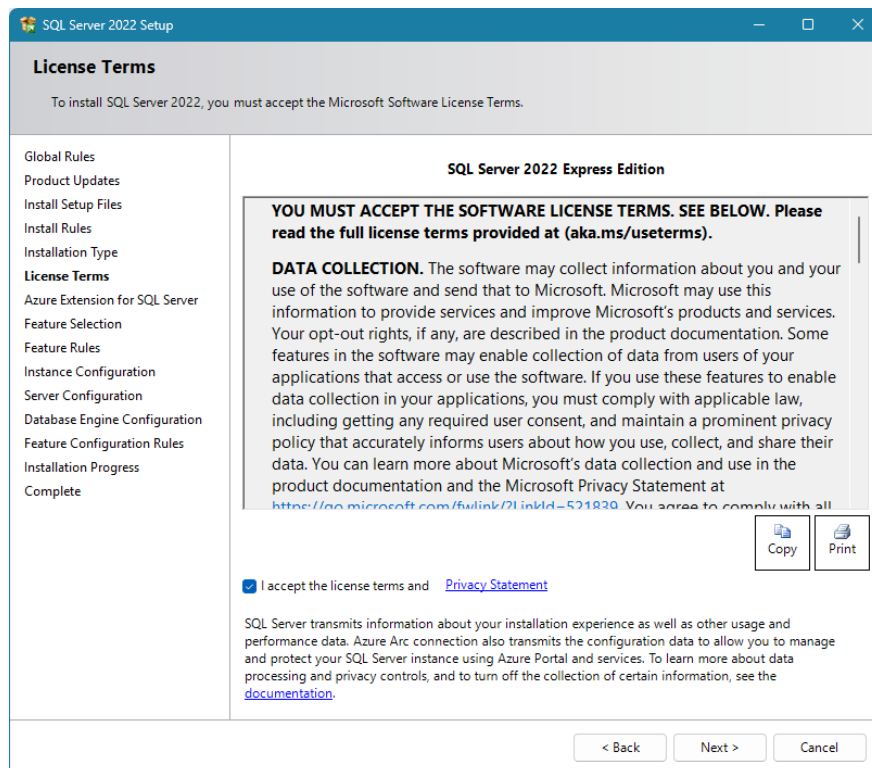 SQL Server 2022 Setup
License Terms
To install SQL Server 2022, you must accept the Microsoft Software License Terms.
Global Rules
Product Updates
Install Setup Files
Install Rules
Installation Type
License Terms
Azure Extension for SQL Server
Feature Selection
Feature Rules
Instance Configuration
Server Configuration
Database Engine Configuration
Feature Configuration Rules
Installation Progress
Complete
SQL Server 2022 Express Edition
YOU MUST ACCEPT THE SOFTWARE LICENSE TERMS. SEE BELOW. Please
read the full license terms provided at (aka.ms/useterms).
DATA COLLECTION. The software may collect information about you and your
use of the software and send that to Microsoft. Microsoft may use this
information to provide services and improve Microsoft's products and services.
Your opt-out rights, if any, are described in the product documentation. Some
features in the software may enable collection of data from users of your
applications that access or use the software. If you use these features to enable
data collection in your applications, you must comply with applicable law,
including getting any required user consent, and maintain a prominent privacy
policy that accurately informs users about how you use, collect, and share their
data. You can learn more about Microsoft's data collection and use in the
product documentation and the Microsoft Privacy Statement at
https://go.microsoft.com/fwlink/?LinkId=521839. You agree to comply with all
Copy
Print
I accept the license terms and Privacy Statement
SQL Server transmits information about your installation experience as well as other usage and
performance data. Azure Arc connection also transmits the configuration data to allow you to manage
and protect your SQL Server instance using Azure Portal and services. To learn more about data
processing and privacy controls, and to turn off the collection of certain information, see the
documentation.
< Back
Next >
Cancel